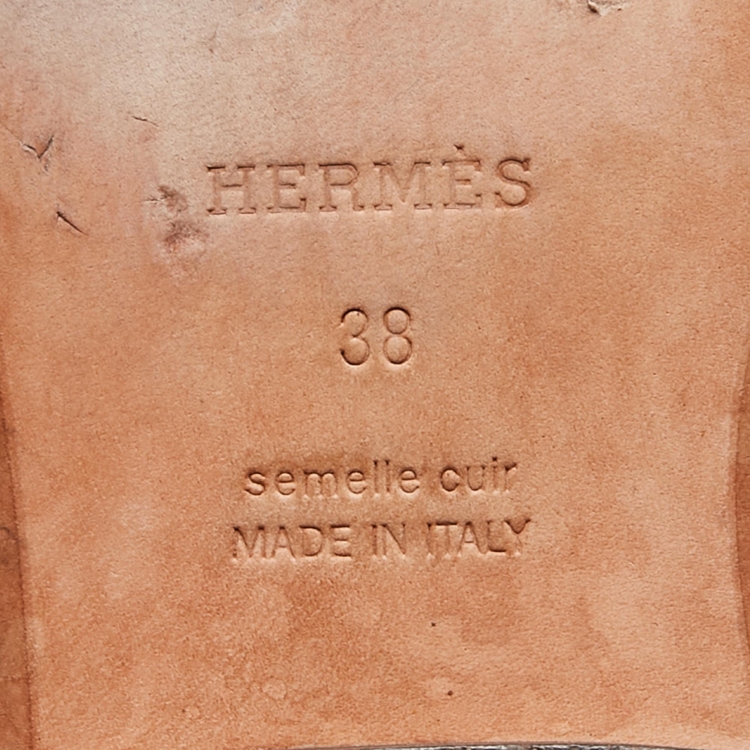 HERMÈS
38
semelle cuir
MADE IN ITALY